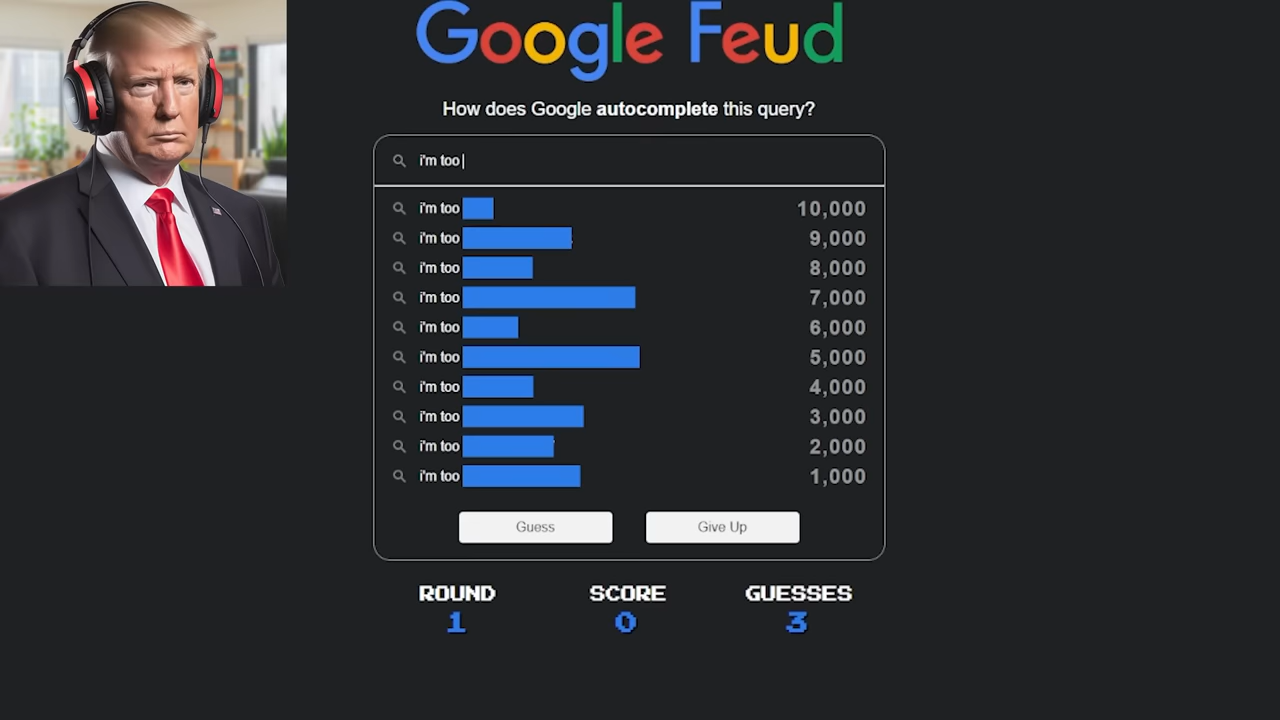 Google Feud
How does Google autocomplete this query?
i'm too
i'm too 10,000
i'm too 9,000
i'm too 8,000
i'm too 7,000
i'm too 6,000
i'm too 5,000
i'm too 4,000
i'm too 3,000
i'm too 2,000
i'm too 1,000
Guess Give Up
ROUND SCORE GUESSES
1 0 3